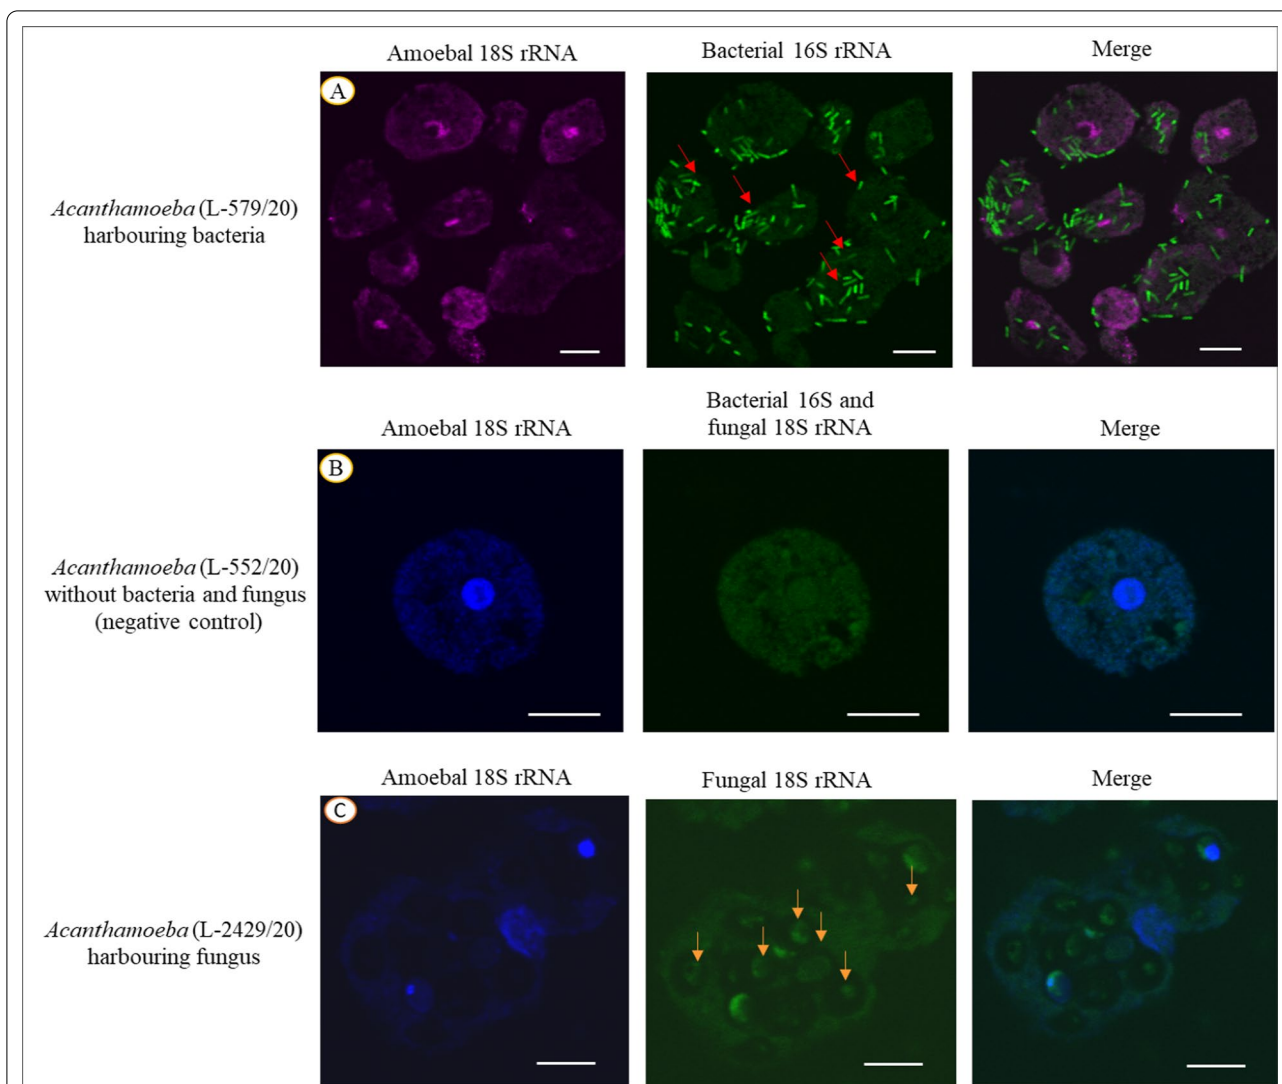 Amoebal 18S rRNA
Bacterial 16S rRNA
Merge
A
Acanthamoeba (L-579/20)
harbouring bacteria
Amoebal 18S rRNA
Bacterial 16S and
fungal 18S rRNA
Merge
B
Acanthamoeba (L-552/20)
without bacteria and fungus
(negative control)
Amoebal 18S rRNA
Fungal 18S rRNA
Merge
C
Acanthamoeba (L-2429/20)
harbouring fungus